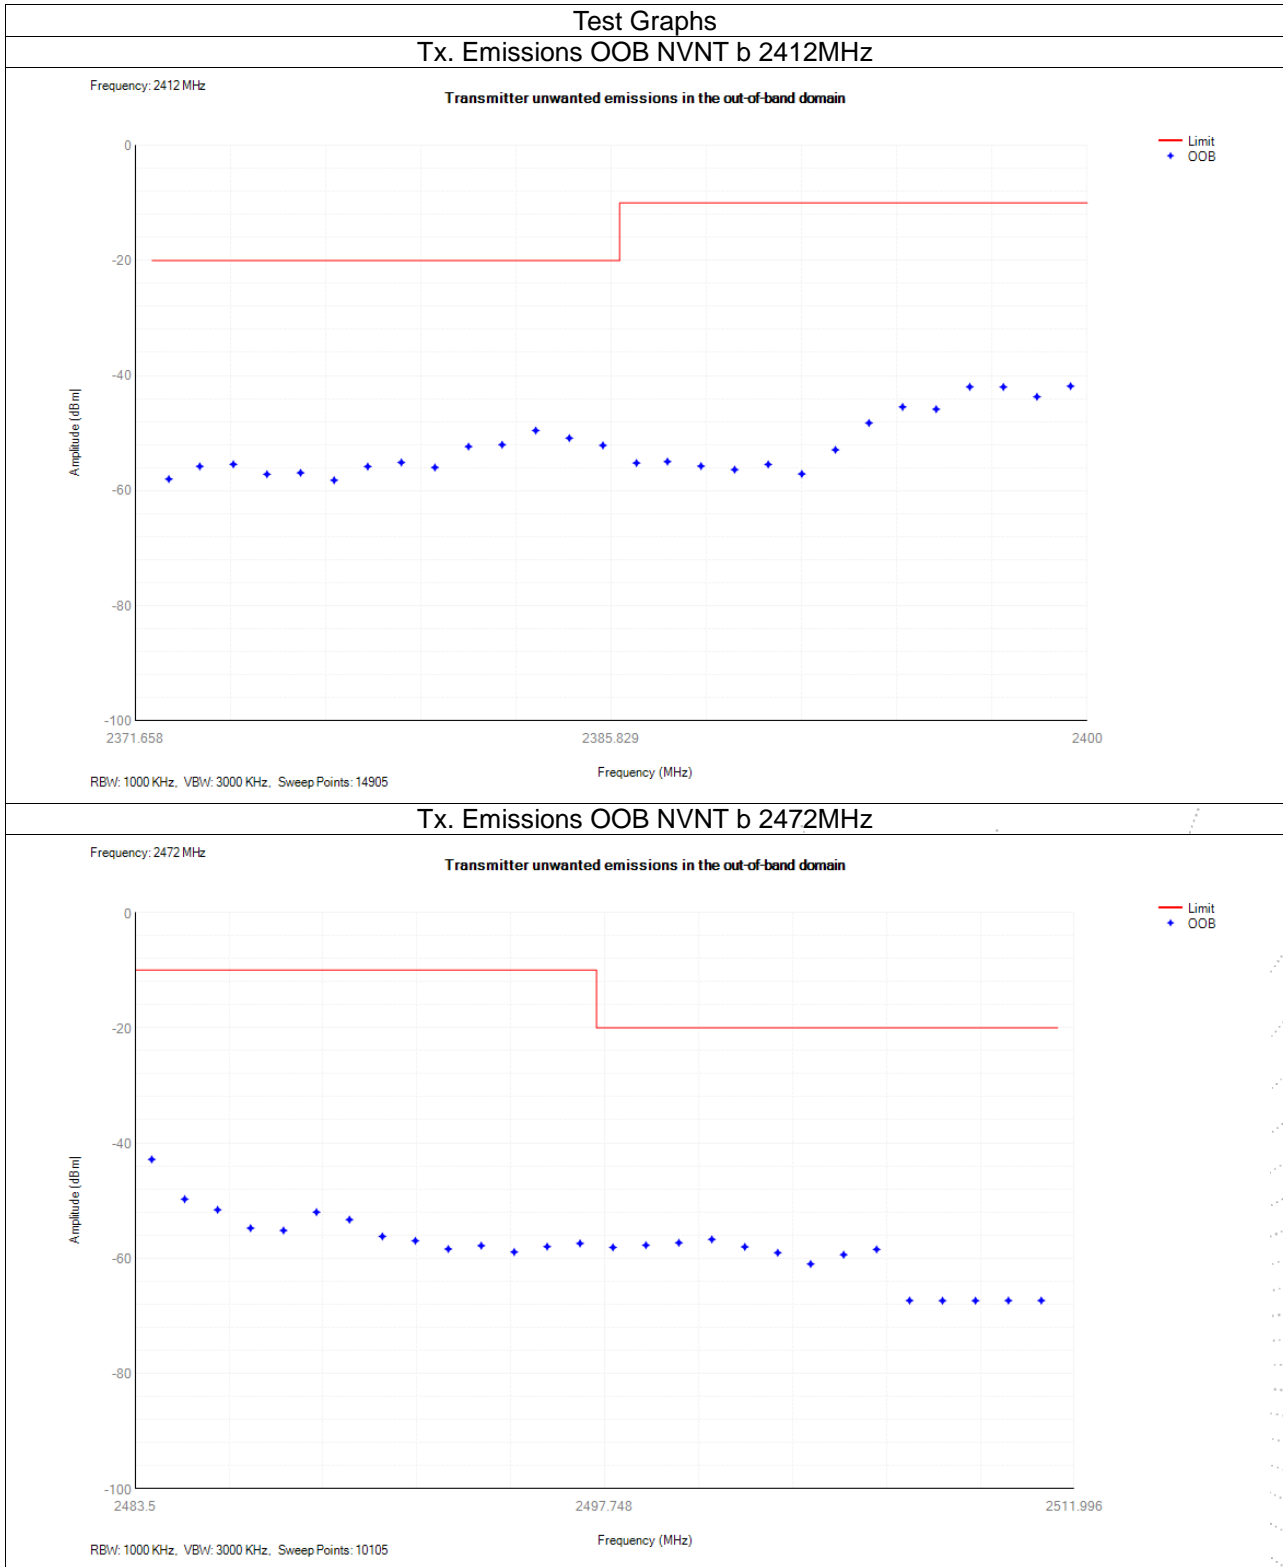 Test Graphs
Tx. Emissions OOB NVNT b 2412MHz
Frequency: 2412 MHz
Transmitter unwanted emissions in the out-of-band domain
Limit
OOB
0
-20
-40
-60
-80
-100
Amplitude [dBm]
2371.658
2385.829
2400
Frequency (MHz)
RBW: 1000 KHz, VBW: 3000 KHz, Sweep Points: 14905
Tx. Emissions OOB NVNT b 2472MHz
Frequency: 2472 MHz
Transmitter unwanted emissions in the out-of-band domain
Limit
OOB
0
-20
-40
-60
-80
-100
Amplitude [dBm]
2483.5
2497.748
2511.996
Frequency (MHz)
RBW: 1000 KHz, VBW: 3000 KHz, Sweep Points: 10105